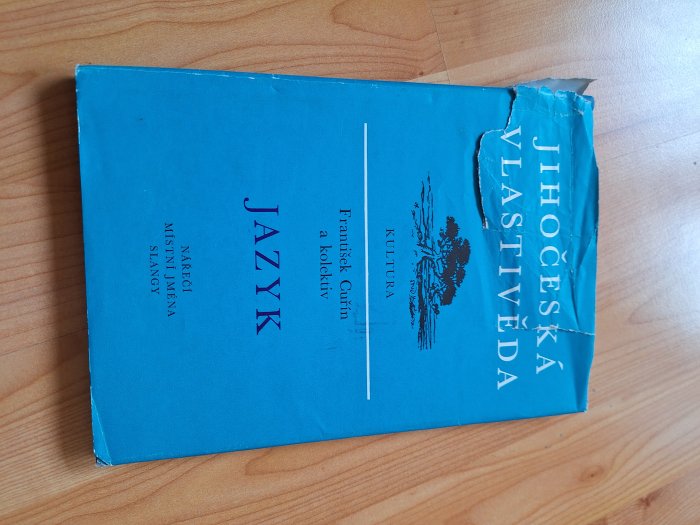 JIHOČESKÁ
VLASTIVĚDA
KULTURA
František Cuřín
a kolektiv
JAZYK
NÁŘEČÍ
MÍSTNÍ JMÉNA
SLANGY